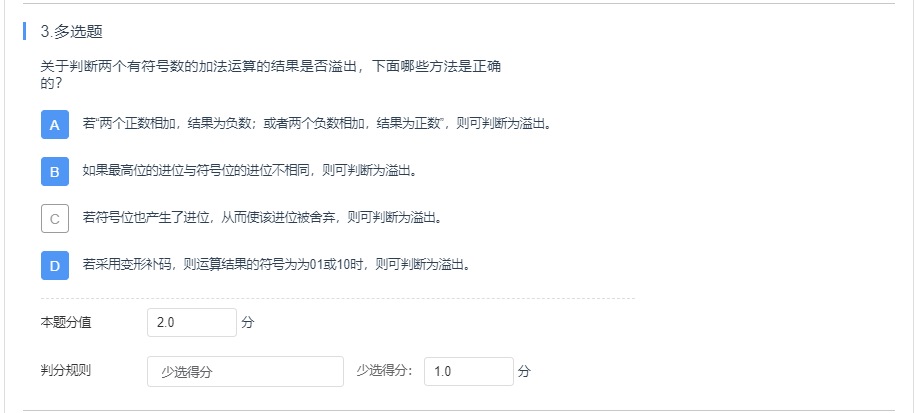 3.多选题
关于判断两个有符号数的加法运算的结果是否溢出，下面哪些方法是正确
的？
A 若“两个正数相加，结果为负数；或者两个负数相加，结果为正数”，则可判断为溢出。
B 如果最高位的进位与符号位的进位不相同，则可判断为溢出。
C 若符号位也产生了进位，从而使该进位被舍弃，则可判断为溢出。
D 若采用变形补码，则运算结果的符号为为01或10时，则可判断为溢出。
本题分值 2.0 分
判分规则 少选得分 少选得分： 1.0 分